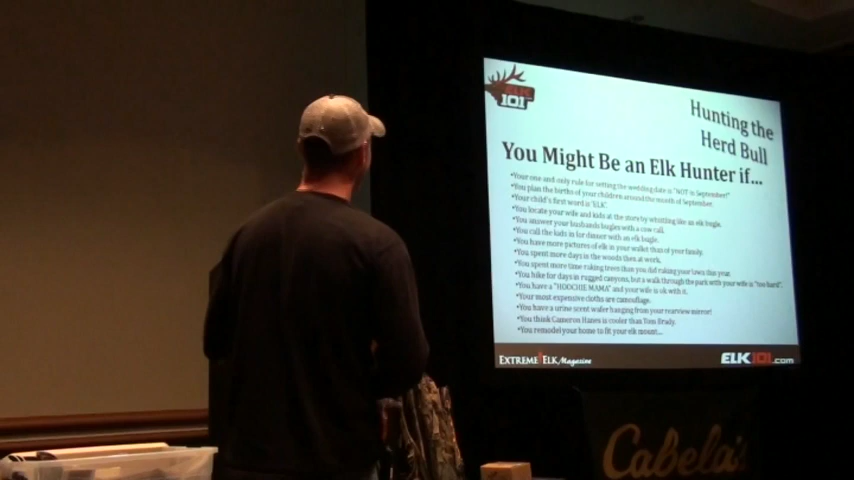 ELK
101
Hunting the
Herd Bull
You Might Be an Elk Hunter if...
•Your one and only rule for setting the wedding date is "NOT in September!"
•You plan the births of your children around the month of September.
•Your child's first word is "ELK".
•You locate your wife and kids at the store by whistling like an elk bugle.
•You answer your husbands bugles with a cow call.
•You call the kids in for dinner with an elk bugle.
•You have more pictures of elk in your wallet than of your family.
•You spent more days in the woods then at work.
•You spent more time raking trees than you did raking your lawn this year.
•You hike for days in rugged canyons, but a walk through the park with your wife is "too hard".
•You have a "HOOCHIE MAMA" and your wife is ok with it.
•Your most expensive cloths are camouflage.
•You have a urine scent wafer hanging from your rearview mirror!
•You think Cameron Hanes is cooler than Tom Brady.
•You remodel your home to fit your elk mount...
EXTREME ELK Magazine
ELK101.com
Cabela's